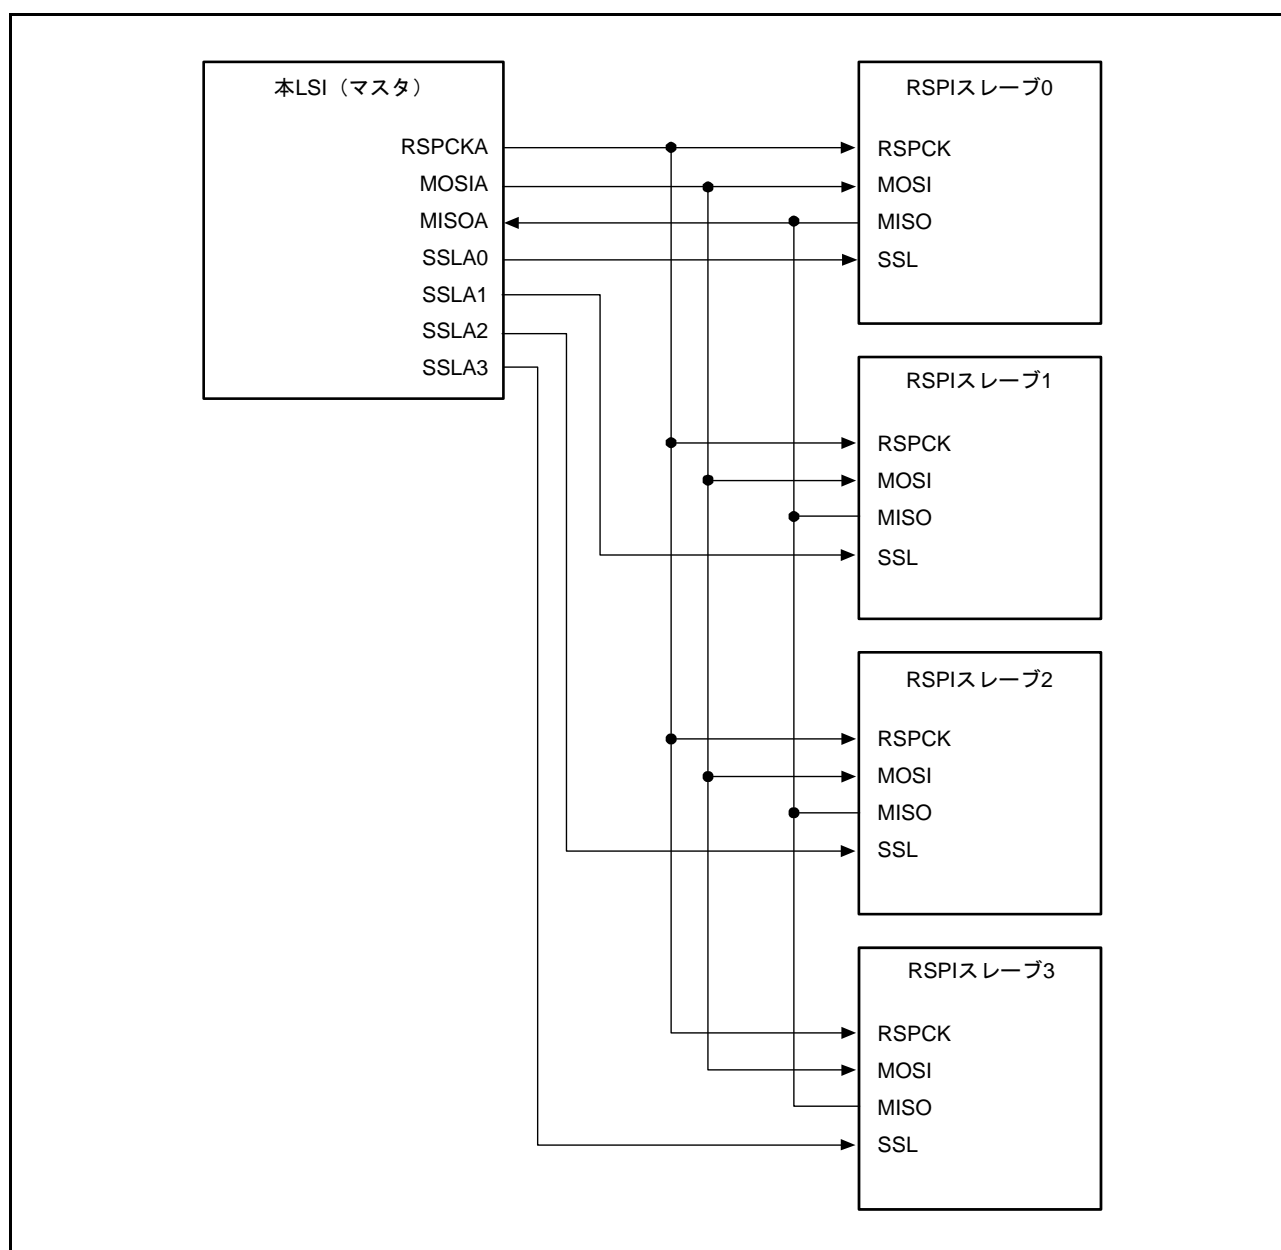 本LSI（マスタ）
RSPCKA
MOSIA
MISOA
SSLA0
SSLA1
SSLA2
SSLA3
RSPIスレーブ0
RSPCK
MOSI
MISO
SSL
RSPIスレーブ1
RSPCK
MOSI
MISO
SSL
RSPIスレーブ2
RSPCK
MOSI
MISO
SSL
RSPIスレーブ3
RSPCK
MOSI
MISO
SSL